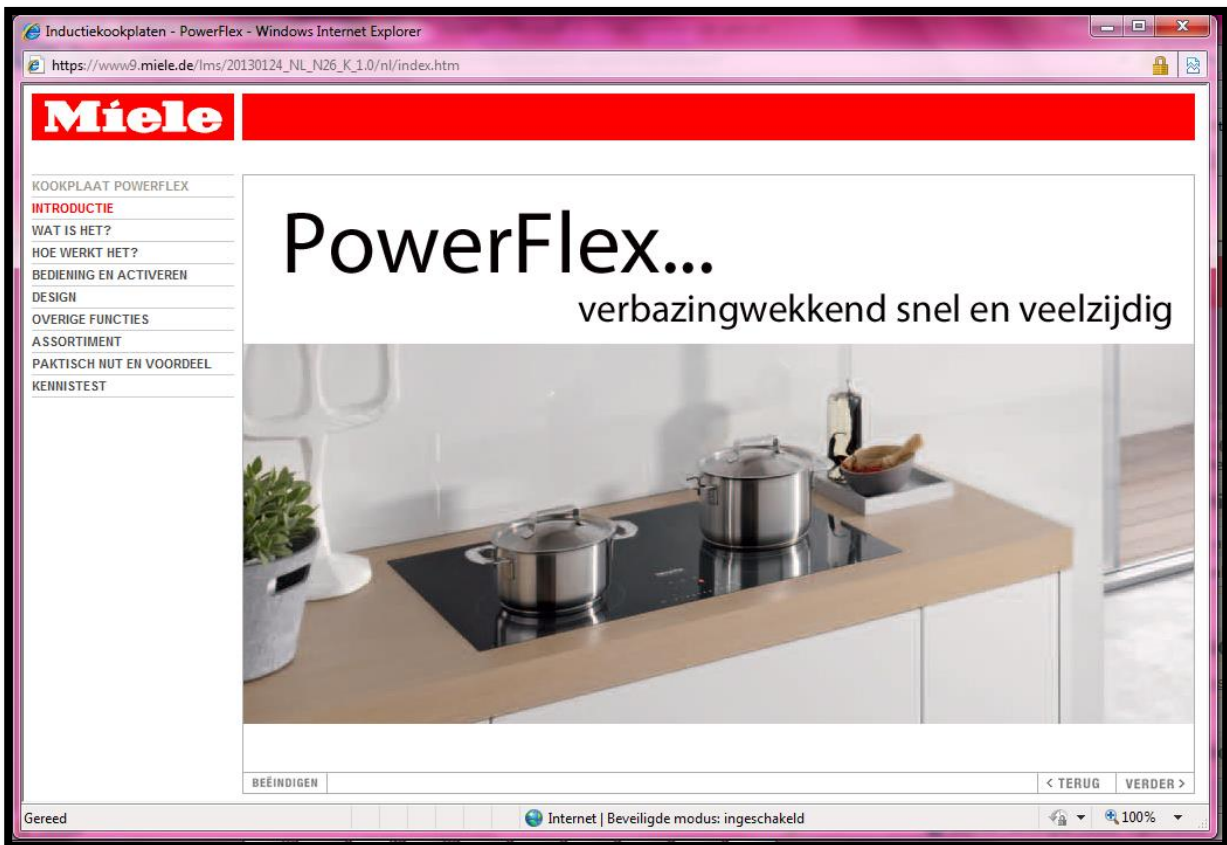 Inductiekookplaten - PowerFlex - Windows Internet Explorer
https://www9.miele.de/lms/20130124_NL_N26_K_1.0/nl/index.htm
Miele
KOOKPLAAT POWERFLEX
INTRODUCTIE
WAT IS HET?
HOE WERKT HET?
BEDIENING EN ACTIVEREN
DESIGN
OVERIGE FUNCTIES
ASSORTIMENT
PAKTISCH NUT EN VOORDEEL
KENNISTEST
PowerFlex...
verbazingwekkend snel en veelzijdig
BEËINDIGEN
< TERUG
VERDER >
Gereed
Internet | Beveiligde modus: ingeschakeld
100%